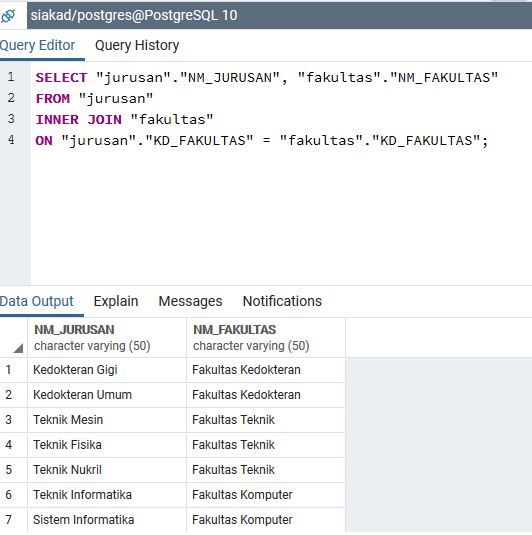 siakad/postgres@PostgreSQL 10
Query Editor Query History
1 SELECT "jurusan"."NM_JURUSAN", "fakultas"."NM_FAKULTAS"
2 FROM "jurusan"
3 INNER JOIN "fakultas"
4 ON "jurusan"."KD_FAKULTAS" = "fakultas"."KD_FAKULTAS";
Data Output Explain Messages Notifications
NM_JURUSAN NM_FAKULTAS
character varying (50) character varying (50)
1 Kedokteran Gigi Fakultas Kedokteran
2 Kedokteran Umum Fakultas Kedokteran
3 Teknik Mesin Fakultas Teknik
4 Teknik Fisika Fakultas Teknik
5 Teknik Nukril Fakultas Teknik
6 Teknik Informatika Fakultas Komputer
7 Sistem Informatika Fakultas Komputer